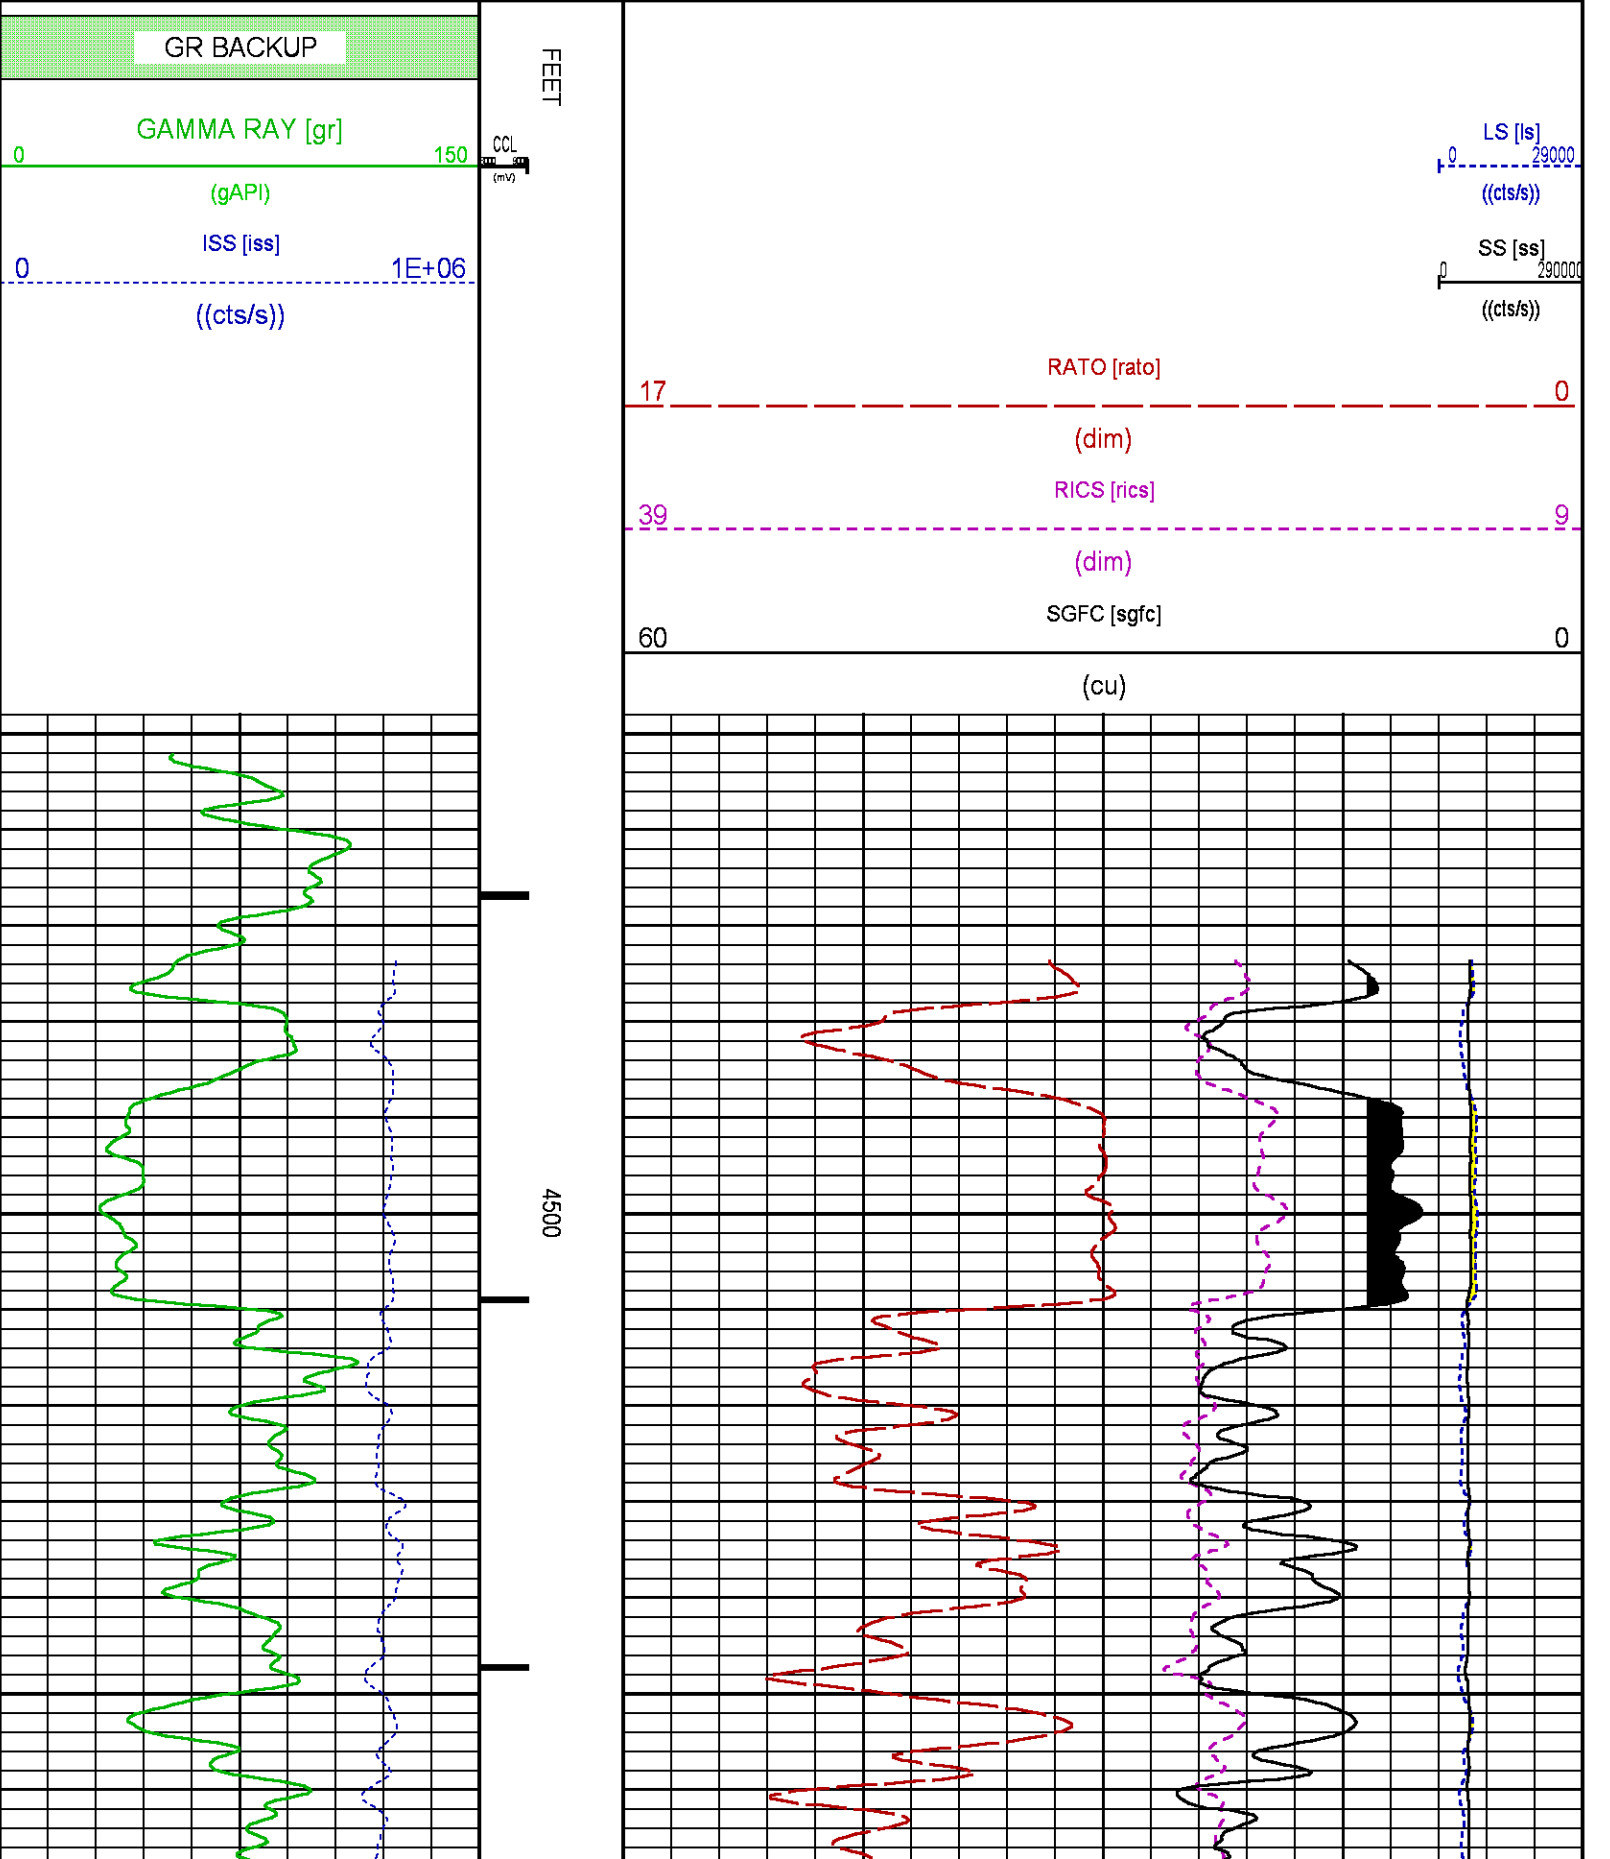 GR BACKUP
GAMMA RAY [gr]
0 150
(gAPI)
ISS [iss]
0 1E+06
((cts/s))
FEET
CCL
(mV)
LS [ls]
0 29000
((cts/s))
SS [ss]
0 290000
((cts/s))
RATO [rato]
17 0
(dim)
RICS [rics]
39 9
(dim)
SGFC [sgfc]
60 0
(cu)
4500